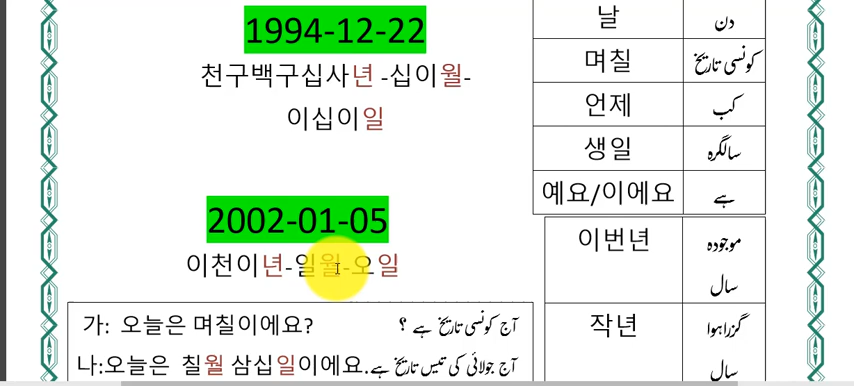 1994-12-22
천구백구십사년 -십이월-
이십이일
2002-01-05
이천이년-일월-오일
가: 오늘은 며칠이에요? آج کونسی تاریخ ہے ؟
나:오늘은 칠월 삼십일이에요.آج جولائی کی تیس تاریخ ہے
날 دن
며칠 کونسی تاریخ
언제 کب
생일 سالگرہ
예요/이에요 ہے
이번년 موجودہ
سال
작년 گزراہوا
سال